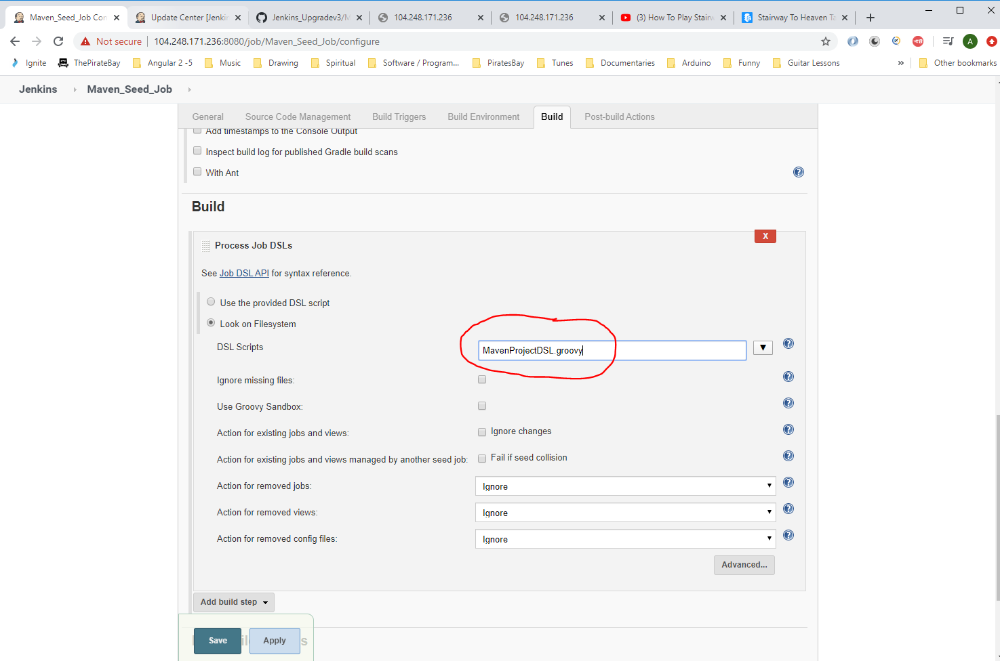 Maven_Seed_Job Con
Update Center [Jenki
Jenkins_Upgradev3/M
104.248.171.236
104.248.171.236
(3) How To Play Stairw
Stairway To Heaven Ta
Not secure
104.248.171.236:8080/job/Maven_Seed_Job/configure
A
Ignite
ThePirateBay
Angular 2 -5
Music
Drawing
Spiritual
Software / Program...
PiratesBay
Tunes
Documentaries
Arduino
Funny
Guitar Lessons
»
Other bookmarks
Jenkins
Maven_Seed_Job
General
Source Code Management
Build Triggers
Build Environment
Build
Post-build Actions
Add timestamps to the Console Output
Inspect build log for published Gradle build scans
With Ant
Build
Process Job DSLs
X
See Job DSL API for syntax reference.
Use the provided DSL script
Look on Filesystem
DSL Scripts
MavenProjectDSL.groovy
Ignore missing files:
Use Groovy Sandbox:
Action for existing jobs and views:
Ignore changes
Action for existing jobs and views managed by another seed job:
Fail if seed collision
Action for removed jobs:
Ignore
Action for removed views:
Ignore
Action for removed config files:
Ignore
Advanced...
Add build step
Save
Apply